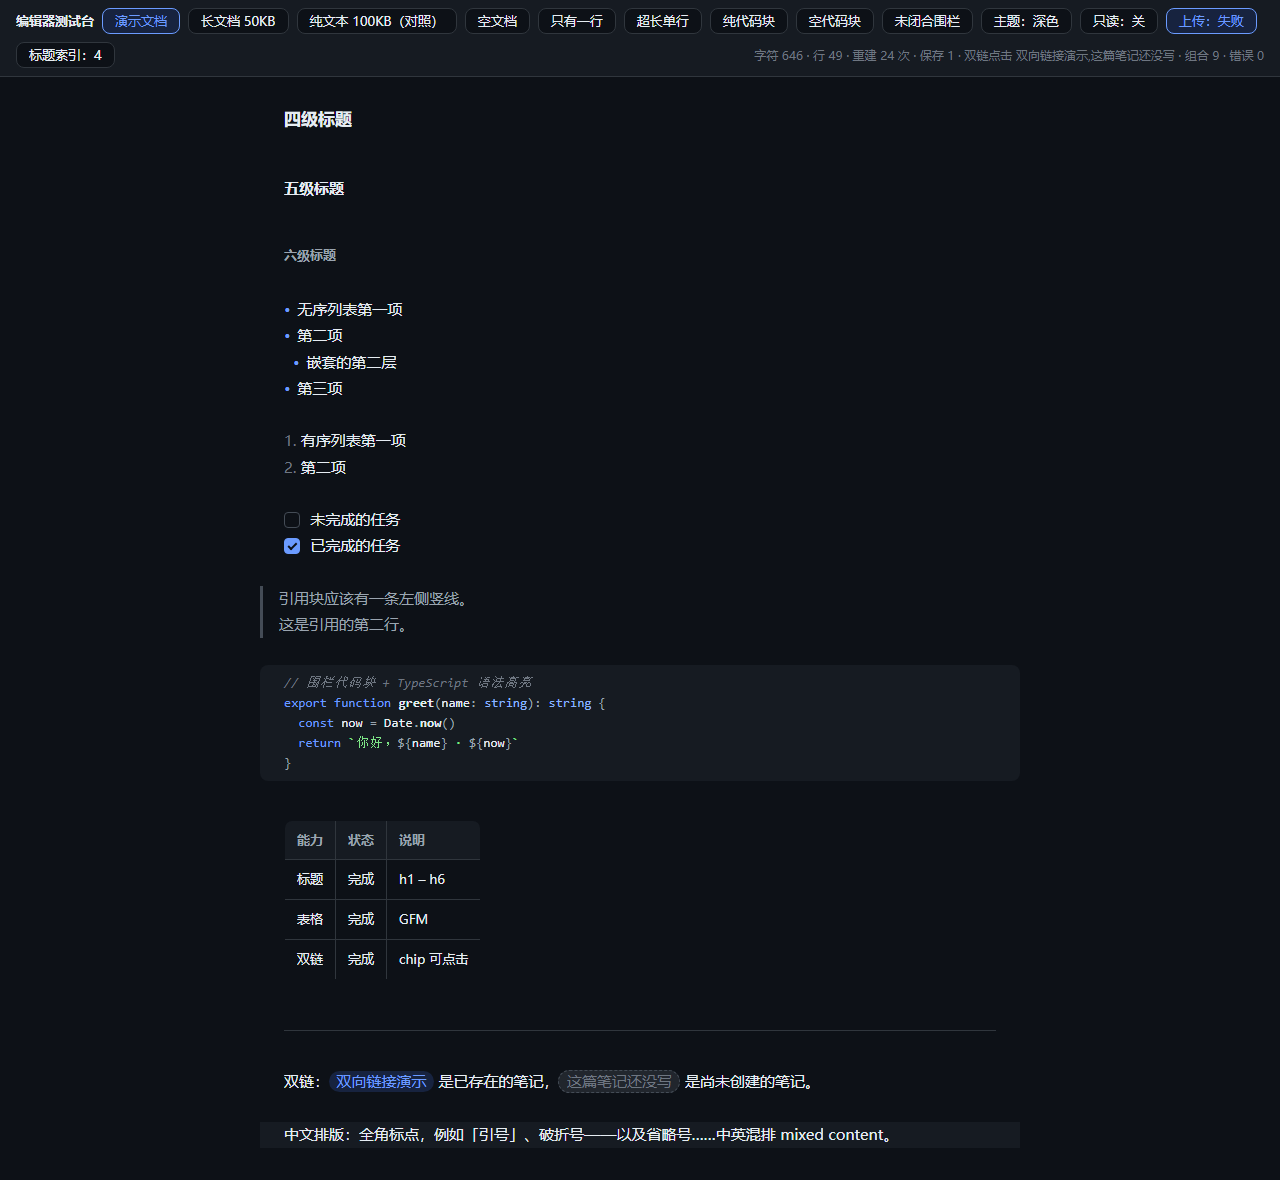 编辑器测试台 演示文档 长文档 50KB 纯文本 100KB（对照） 空文档 只有一行 超长单行 纯代码块 空代码块 未闭合围栏 主题：深色 只读：关 上传：失败
标题索引：4 字符 646 · 行 49 · 重建 24 次 · 保存 1 · 双链点击 双向链接演示,这篇笔记还没写 · 组合 9 · 错误 0
四级标题
五级标题
六级标题
• 无序列表第一项
• 第二项
• 嵌套的第二层
• 第三项
1. 有序列表第一项
2. 第二项
未完成的任务
已完成的任务
引用块应该有一条左侧竖线。
这是引用的第二行。
// 围栏代码块 + TypeScript 语法高亮
export function greet(name: string): string {
  const now = Date.now()
  return `你好，${name} · ${now}`
}
能力 状态 说明
标题 完成 h1 – h6
表格 完成 GFM
双链 完成 chip 可点击
双链： 双向链接演示 是已存在的笔记， 这篇笔记还没写 是尚未创建的笔记。
中文排版：全角标点，例如「引号」、破折号——以及省略号……中英混排 mixed content。